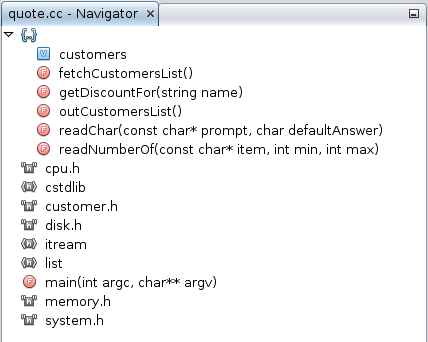 quote.cc - Navigator
customers
fetchCustomersList()
getDiscountFor(string name)
outCustomersList()
readChar(const char* prompt, char defaultAnswer)
readNumberOf(const char* item, int min, int max)
cpu.h
cstdlib
customer.h
disk.h
itream
list
main(int argc, char** argv)
memory.h
system.h